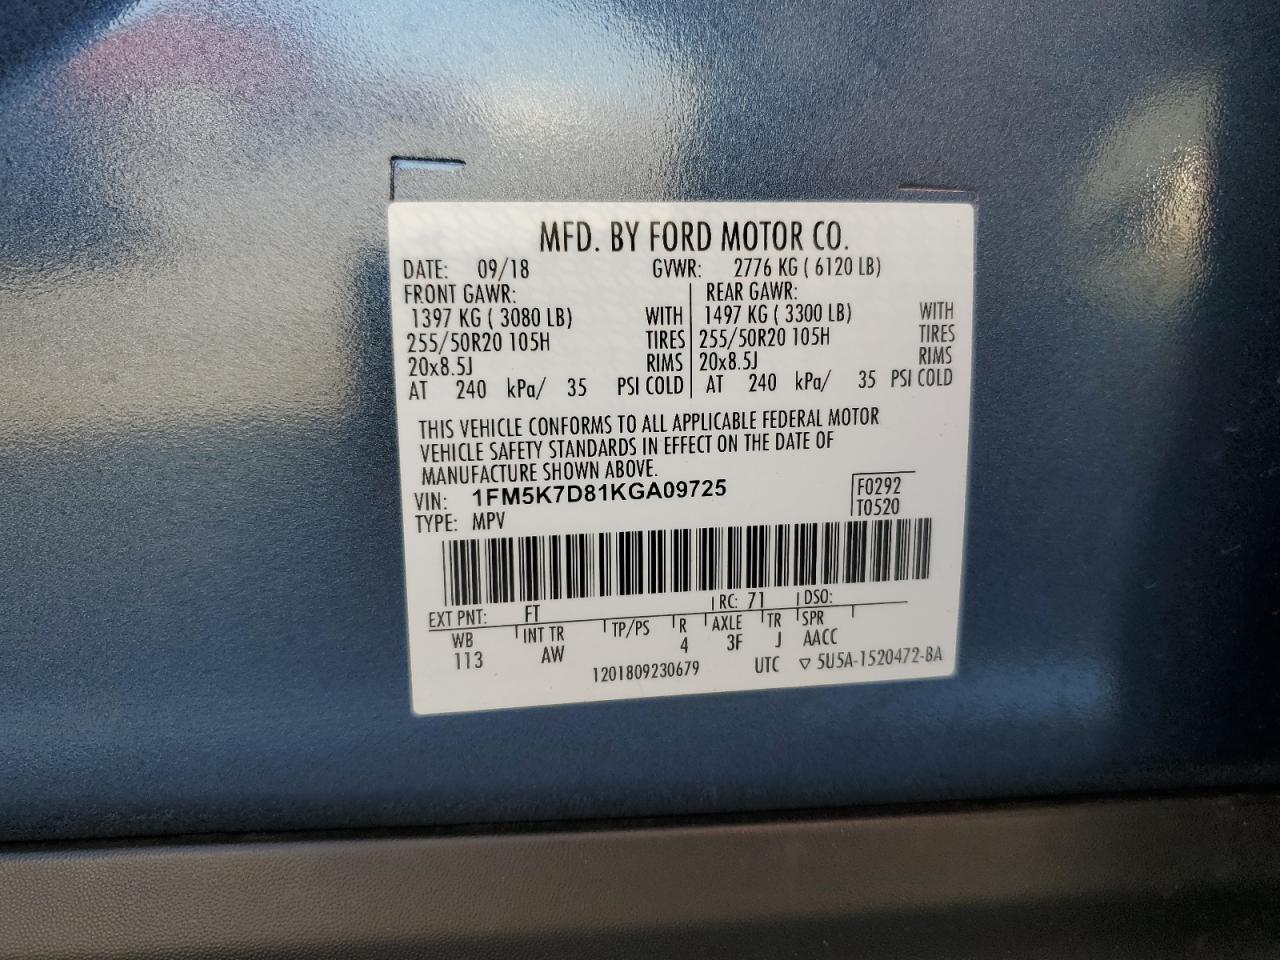 MFD. BY FORD MOTOR CO.
DATE: 09/18 GVWR: 2776 KG ( 6120 LB)
FRONT GAWR: REAR GAWR:
1397 KG ( 3080 LB) WITH 1497 KG ( 3300 LB) WITH
255/50R20 105H TIRES 255/50R20 105H TIRES
20x8.5J RIMS 20x8.5J RIMS
AT 240 kPa/ 35 PSI COLD AT 240 kPa/ 35 PSI COLD
THIS VEHICLE CONFORMS TO ALL APPLICABLE FEDERAL MOTOR
VEHICLE SAFETY STANDARDS IN EFFECT ON THE DATE OF
MANUFACTURE SHOWN ABOVE.
VIN: 1FM5K7D81KGA09725 F0292
TYPE: MPV T0520
EXT PNT: FT RC: 71 DSO:
WB INT TR TP/PS R AXLE TR SPR
113 AW 4 3F J AACC
1201809230679 UTC ▽ 5U5A-1520472-BA